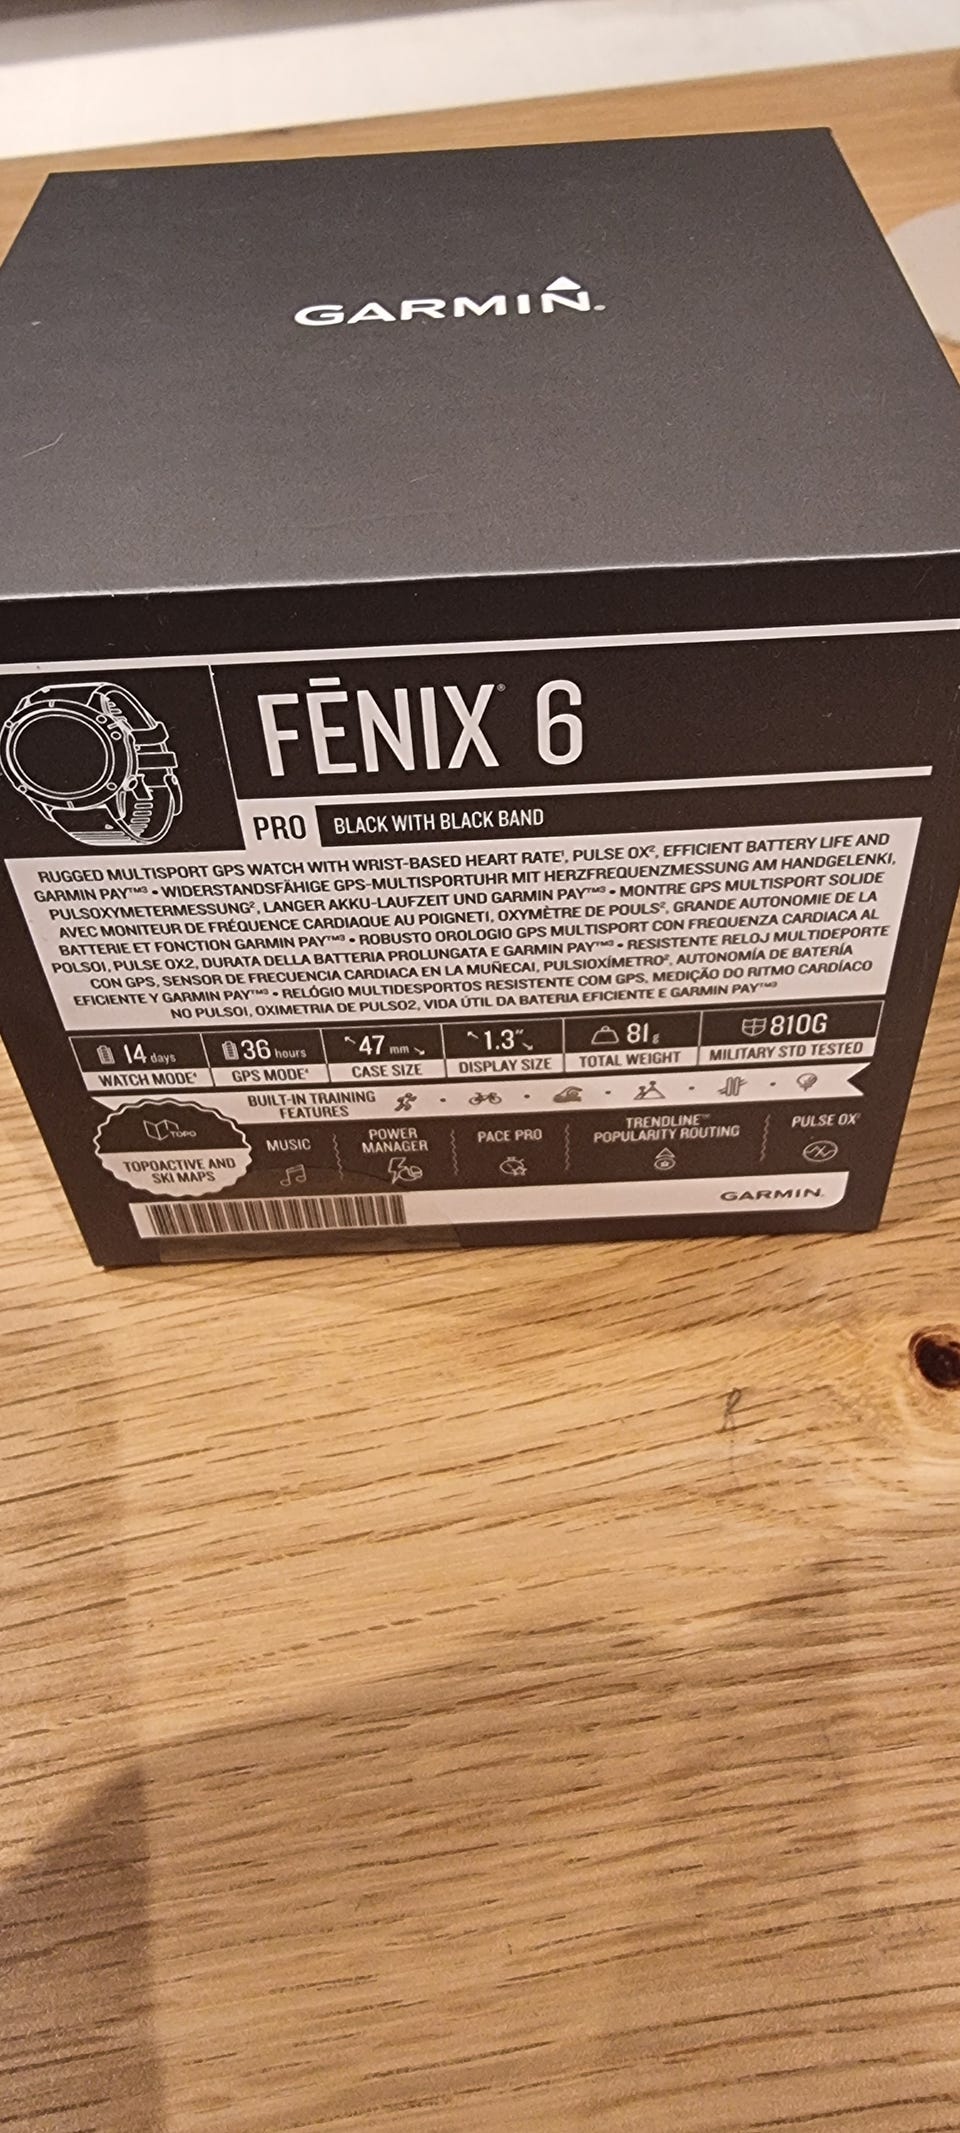 GARMIN.
FĒNIX® 6
PRO BLACK WITH BLACK BAND
RUGGED MULTISPORT GPS WATCH WITH WRIST-BASED HEART RATE¹, PULSE OX², EFFICIENT BATTERY LIFE AND
GARMIN PAY™³ • WIDERSTANDSFÄHIGE GPS-MULTISPORTUHR MIT HERZFREQUENZMESSUNG AM HANDGELENK1,
PULSOXYMETERMESSUNG², LANGER AKKU-LAUFZEIT UND GARMIN PAY™³ • MONTRE GPS MULTISPORT SOLIDE
AVEC MONITEUR DE FRÉQUENCE CARDIAQUE AU POIGNET1, OXYMÈTRE DE POULS², GRANDE AUTONOMIE DE LA
BATTERIE ET FONCTION GARMIN PAY™³ • ROBUSTO OROLOGIO GPS MULTISPORT CON FREQUENZA CARDIACA AL
POLSO1, PULSE OX2, DURATA DELLA BATTERIA PROLUNGATA E GARMIN PAY™³ • RESISTENTE RELOJ MULTIDEPORTE
CON GPS, SENSOR DE FRECUENCIA CARDIACA EN LA MUÑECA1, PULSIOXÍMETRO², AUTONOMÍA DE BATERÍA
EFICIENTE Y GARMIN PAY™³ • RELÓGIO MULTIDESPORTOS RESISTENTE COM GPS, MEDIÇÃO DO RITMO CARDÍACO
NO PULSO1, OXIMETRIA DE PULSO2, VIDA ÚTIL DA BATERIA EFICIENTE E GARMIN PAY™³
14 days 36 hours 47 mm 1.3" 81g 810G
WATCH MODE⁴ GPS MODE⁴ CASE SIZE DISPLAY SIZE TOTAL WEIGHT MILITARY STD TESTED
BUILT-IN TRAINING
FEATURES
TOPO
TOPOACTIVE AND
SKI MAPS
MUSIC
POWER
MANAGER
PACE PRO
TRENDLINE™
POPULARITY ROUTING
PULSE OX²
GARMIN.